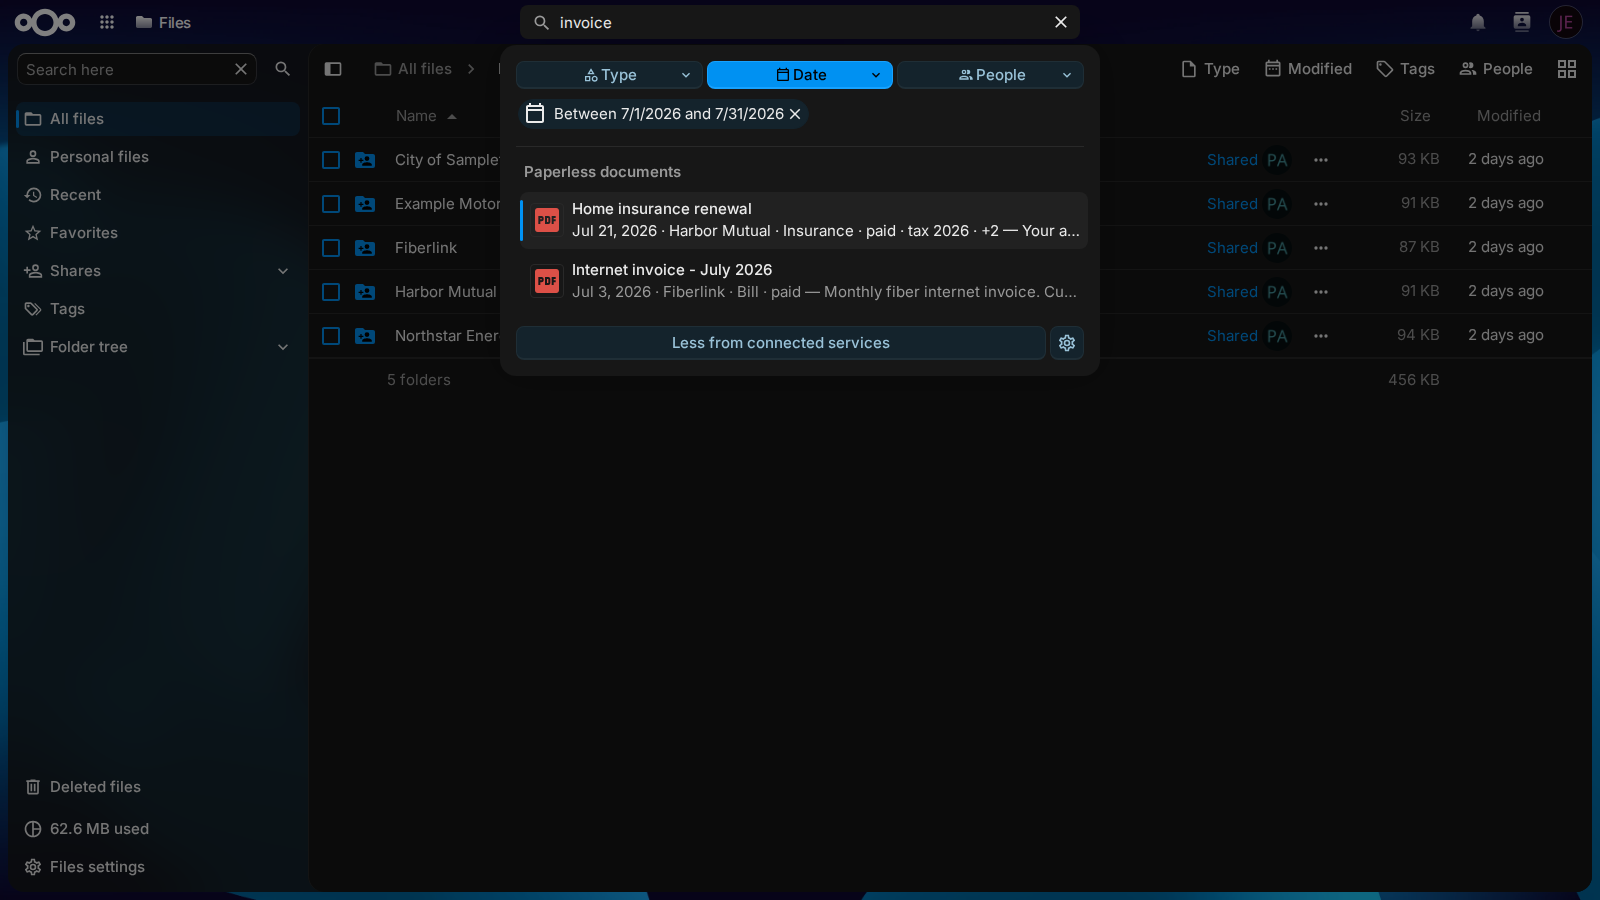 Files
invoice
JE
Search here
All files
Type
Date
People
Type
Modified
Tags
People
Between 7/1/2026 and 7/31/2026
All files
Name
Size
Modified
Personal files
City of Sample
Shared
PA
93 KB
2 days ago
Paperless documents
Recent
Example Motor
Shared
PA
91 KB
2 days ago
PDF
Home insurance renewal
Jul 21, 2026 · Harbor Mutual · Insurance · paid · tax 2026 · +2 — Your a...
Favorites
Fiberlink
Shared
PA
87 KB
2 days ago
Shares
PDF
Internet invoice - July 2026
Jul 3, 2026 · Fiberlink · Bill · paid — Monthly fiber internet invoice. Cu...
Harbor Mutual
Shared
PA
91 KB
2 days ago
Tags
Northstar Ener
Shared
PA
94 KB
2 days ago
Folder tree
Less from connected services
5 folders
456 KB
Deleted files
62.6 MB used
Files settings